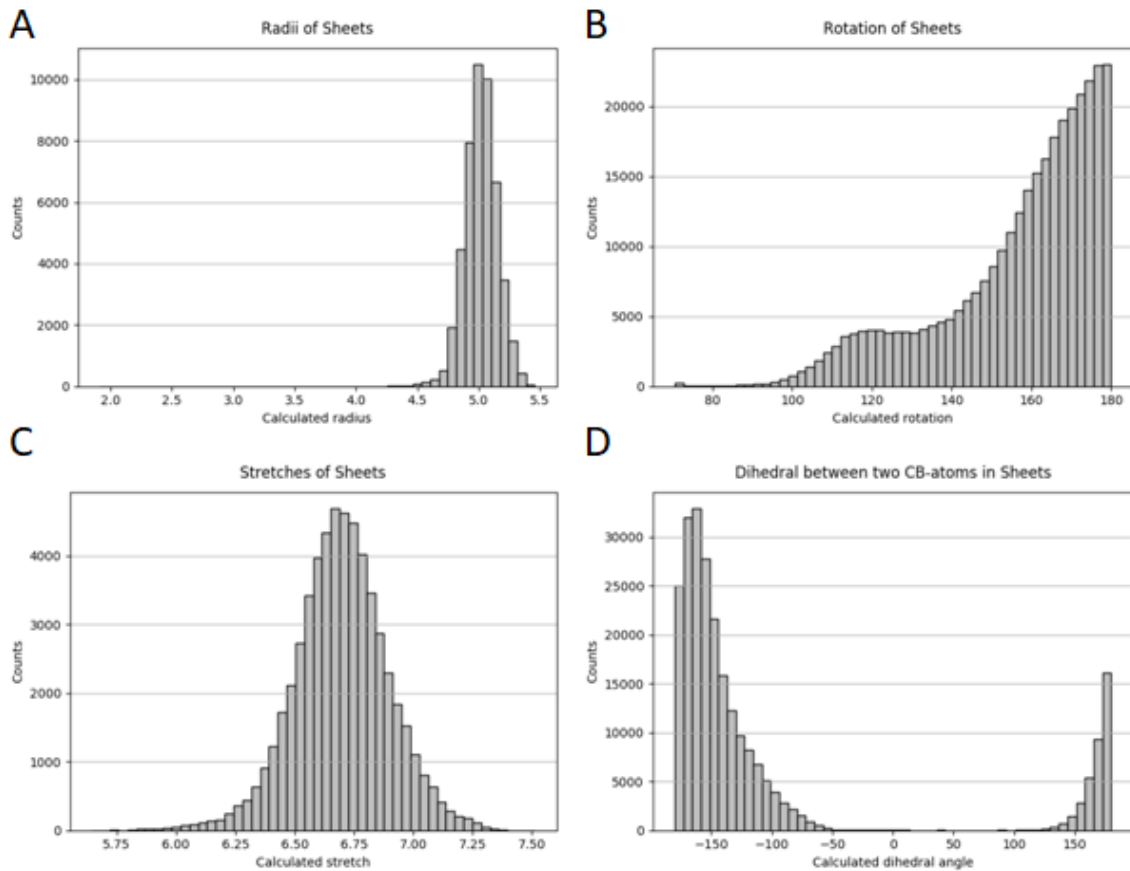 A
Radii of Sheets
10000
8000
6000
4000
2000
0
Counts
2.0 2.5 3.0 3.5 4.0 4.5 5.0 5.5
Calculated radius
B
Rotation of Sheets
20000
15000
10000
5000
0
Counts
80 100 120 140 160 180
Calculated rotation
C
Stretches of Sheets
4000
3000
2000
1000
0
Counts
5.75 6.00 6.25 6.50 6.75 7.00 7.25 7.50
Calculated stretch
D
Dihedral between two CB-atoms in Sheets
30000
25000
20000
15000
10000
5000
0
Counts
−150 −100 −50 0 50 100 150
Calculated dihedral angle